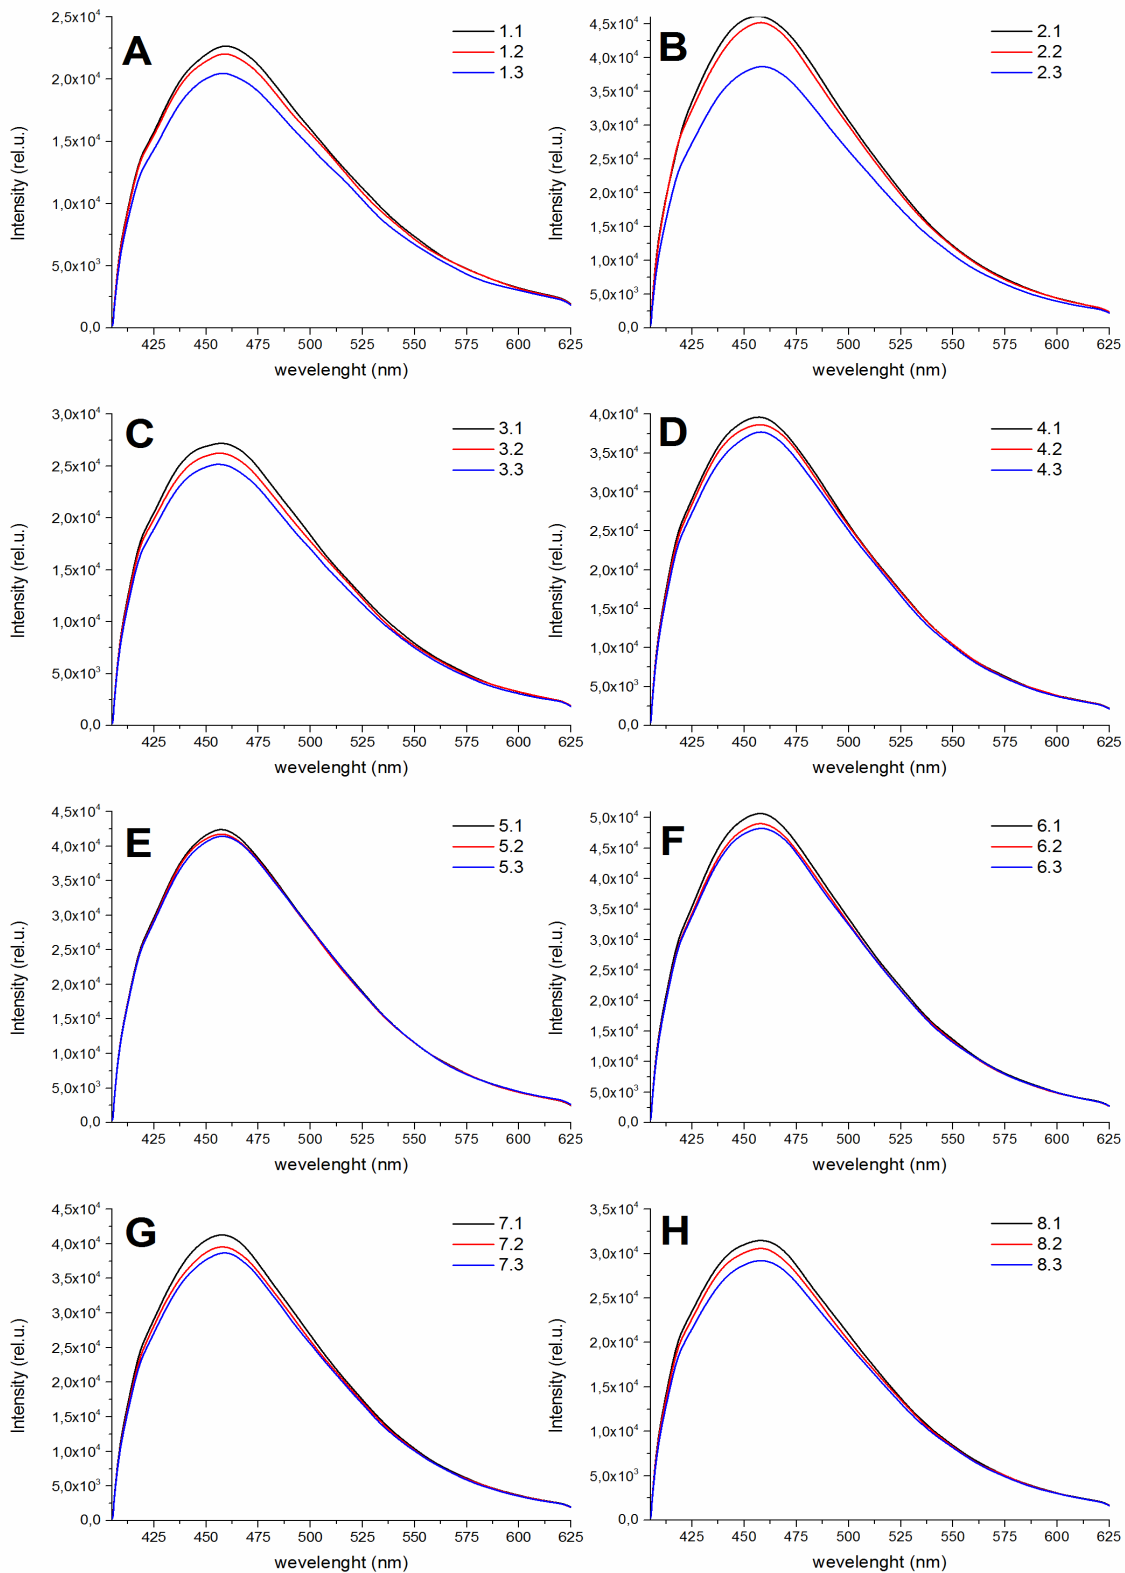 A
1.1
1.2
1.3
2,5x10⁴
2,0x10⁴
1,5x10⁴
1,0x10⁴
5,0x10³
0,0
Intensity (rel.u.)
425 450 475 500 525 550 575 600 625
wevelenght (nm)
B
2.1
2.2
2.3
4,5x10⁴
4,0x10⁴
3,5x10⁴
3,0x10⁴
2,5x10⁴
2,0x10⁴
1,5x10⁴
1,0x10⁴
5,0x10³
0,0
Intensity (rel.u.)
425 450 475 500 525 550 575 600 625
wevelenght (nm)
C
3.1
3.2
3.3
3,0x10⁴
2,5x10⁴
2,0x10⁴
1,5x10⁴
1,0x10⁴
5,0x10³
0,0
Intensity (rel.u.)
425 450 475 500 525 550 575 600 625
wevelenght (nm)
D
4.1
4.2
4.3
4,0x10⁴
3,5x10⁴
3,0x10⁴
2,5x10⁴
2,0x10⁴
1,5x10⁴
1,0x10⁴
5,0x10³
0,0
Intensity (rel.u.)
425 450 475 500 525 550 575 600 625
wevelenght (nm)
E
5.1
5.2
5.3
4,5x10⁴
4,0x10⁴
3,5x10⁴
3,0x10⁴
2,5x10⁴
2,0x10⁴
1,5x10⁴
1,0x10⁴
5,0x10³
0,0
Intensity (rel.u.)
425 450 475 500 525 550 575 600 625
wevelenght (nm)
F
6.1
6.2
6.3
5,0x10⁴
4,5x10⁴
4,0x10⁴
3,5x10⁴
3,0x10⁴
2,5x10⁴
2,0x10⁴
1,5x10⁴
1,0x10⁴
5,0x10³
0,0
Intensity (rel.u.)
425 450 475 500 525 550 575 600 625
wevelenght (nm)
G
7.1
7.2
7.3
4,5x10⁴
4,0x10⁴
3,5x10⁴
3,0x10⁴
2,5x10⁴
2,0x10⁴
1,5x10⁴
1,0x10⁴
5,0x10³
0,0
Intensity (rel.u.)
425 450 475 500 525 550 575 600 625
wevelenght (nm)
H
8.1
8.2
8.3
3,5x10⁴
3,0x10⁴
2,5x10⁴
2,0x10⁴
1,5x10⁴
1,0x10⁴
5,0x10³
0,0
Intensity (rel.u.)
425 450 475 500 525 550 575 600 625
wevelenght (nm)